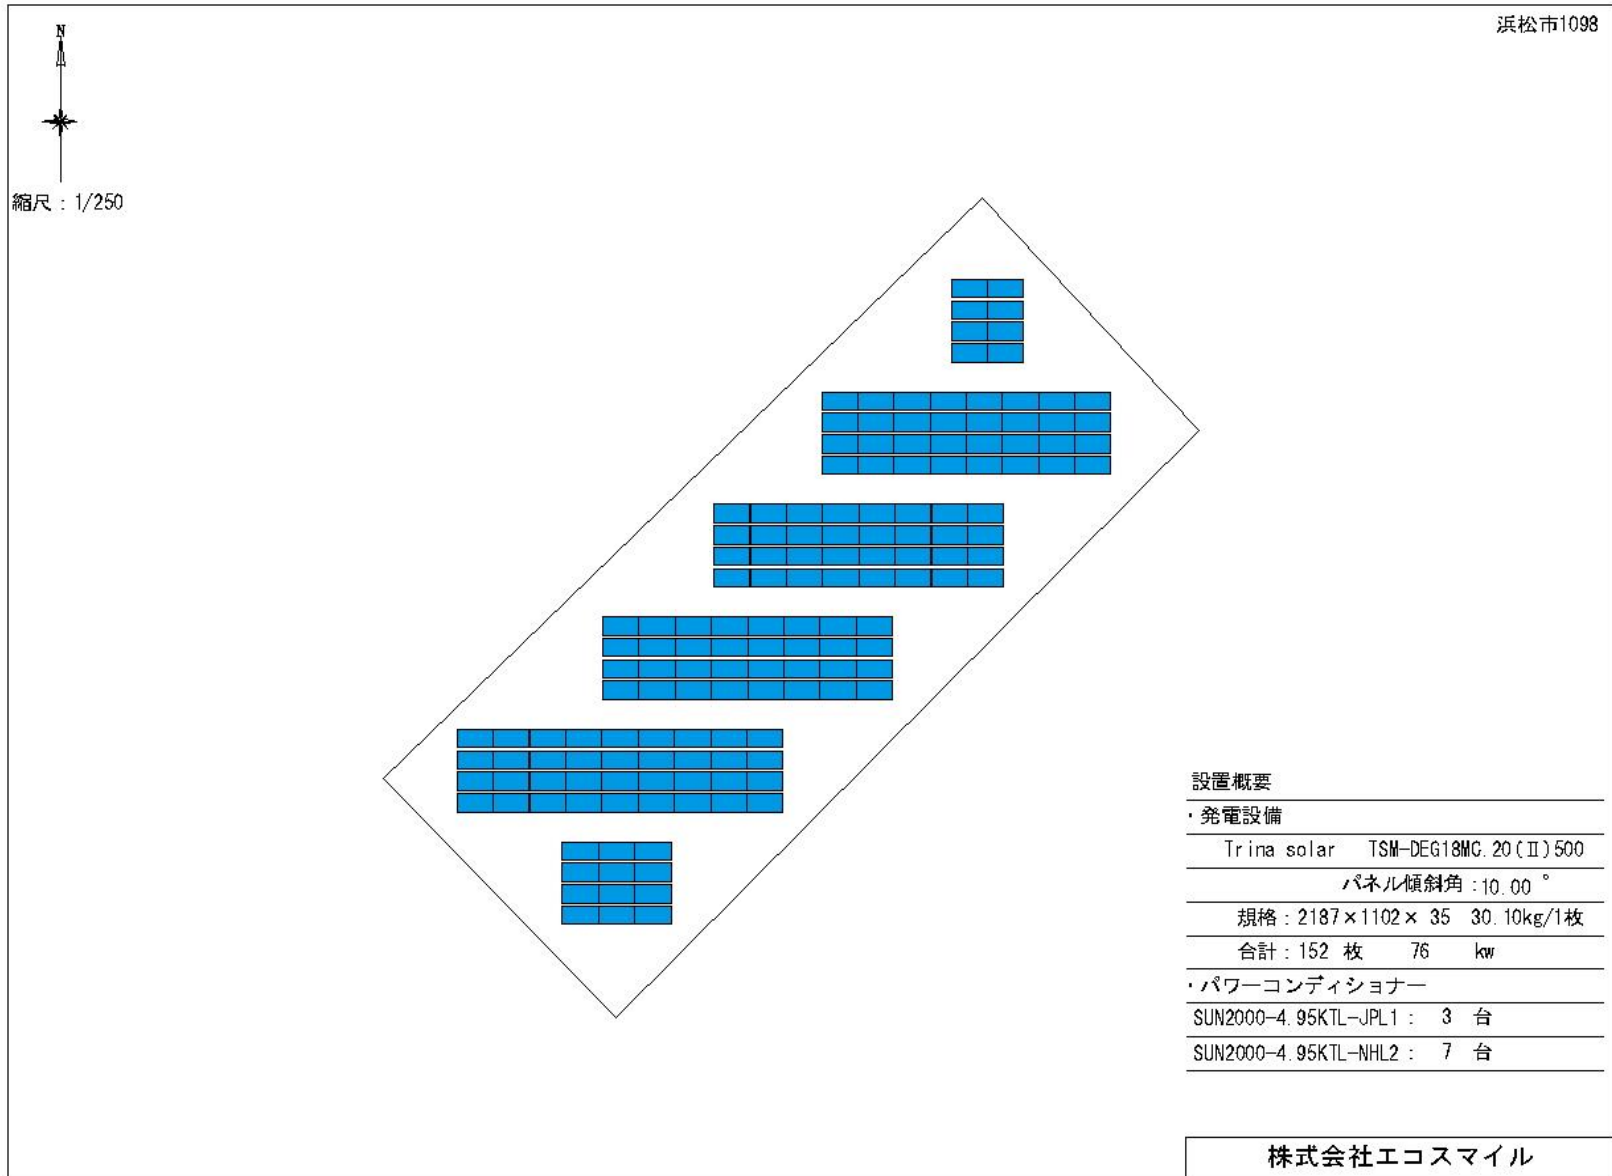 浜松市1098
N
縮尺：1/250
設置概要
・発電設備
Trina solar TSM-DEG18MC.20(Ⅱ)500
パネル傾斜角：10.00°
規格：2187×1102× 35 30.10kg/1枚
合計：152 枚 76 kw
・パワーコンディショナー
SUN2000-4.95KTL-JPL1： 3 台
SUN2000-4.95KTL-NHL2： 7 台
株式会社エコスマイル